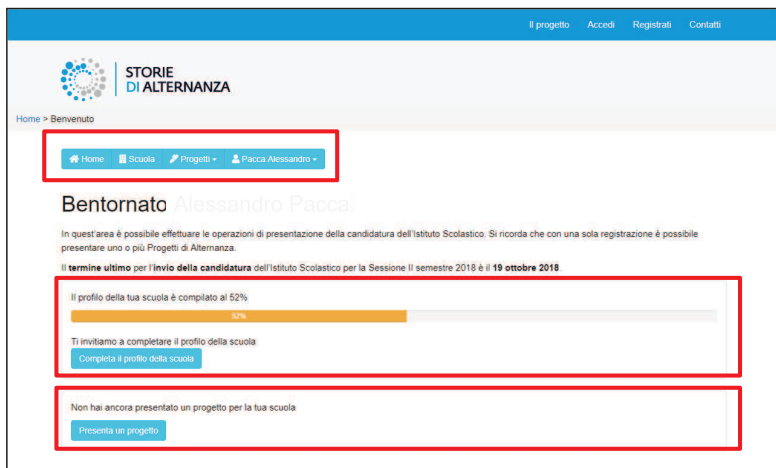 Il progetto Accedi Registrati Contatti
STORIE
DI ALTERNANZA
Home > Benvenuto
Home Scuola Progetti Pacca Alessandro
Bentornato Alessandro Pacca!
In quest'area è possibile effettuare le operazioni di presentazione della candidatura dell'Istituto Scolastico. Si ricorda che con una sola registrazione è possibile
presentare uno o più Progetti di Alternanza.
Il termine ultimo per l'invio della candidatura dell'Istituto Scolastico per la Sessione II semestre 2018 è il 19 ottobre 2018.
Il profilo della tua scuola è compilato al 52%
52%
Ti invitiamo a completare il profilo della scuola
Completa il profilo della scuola
Non hai ancora presentato un progetto per la tua scuola
Presenta un progetto